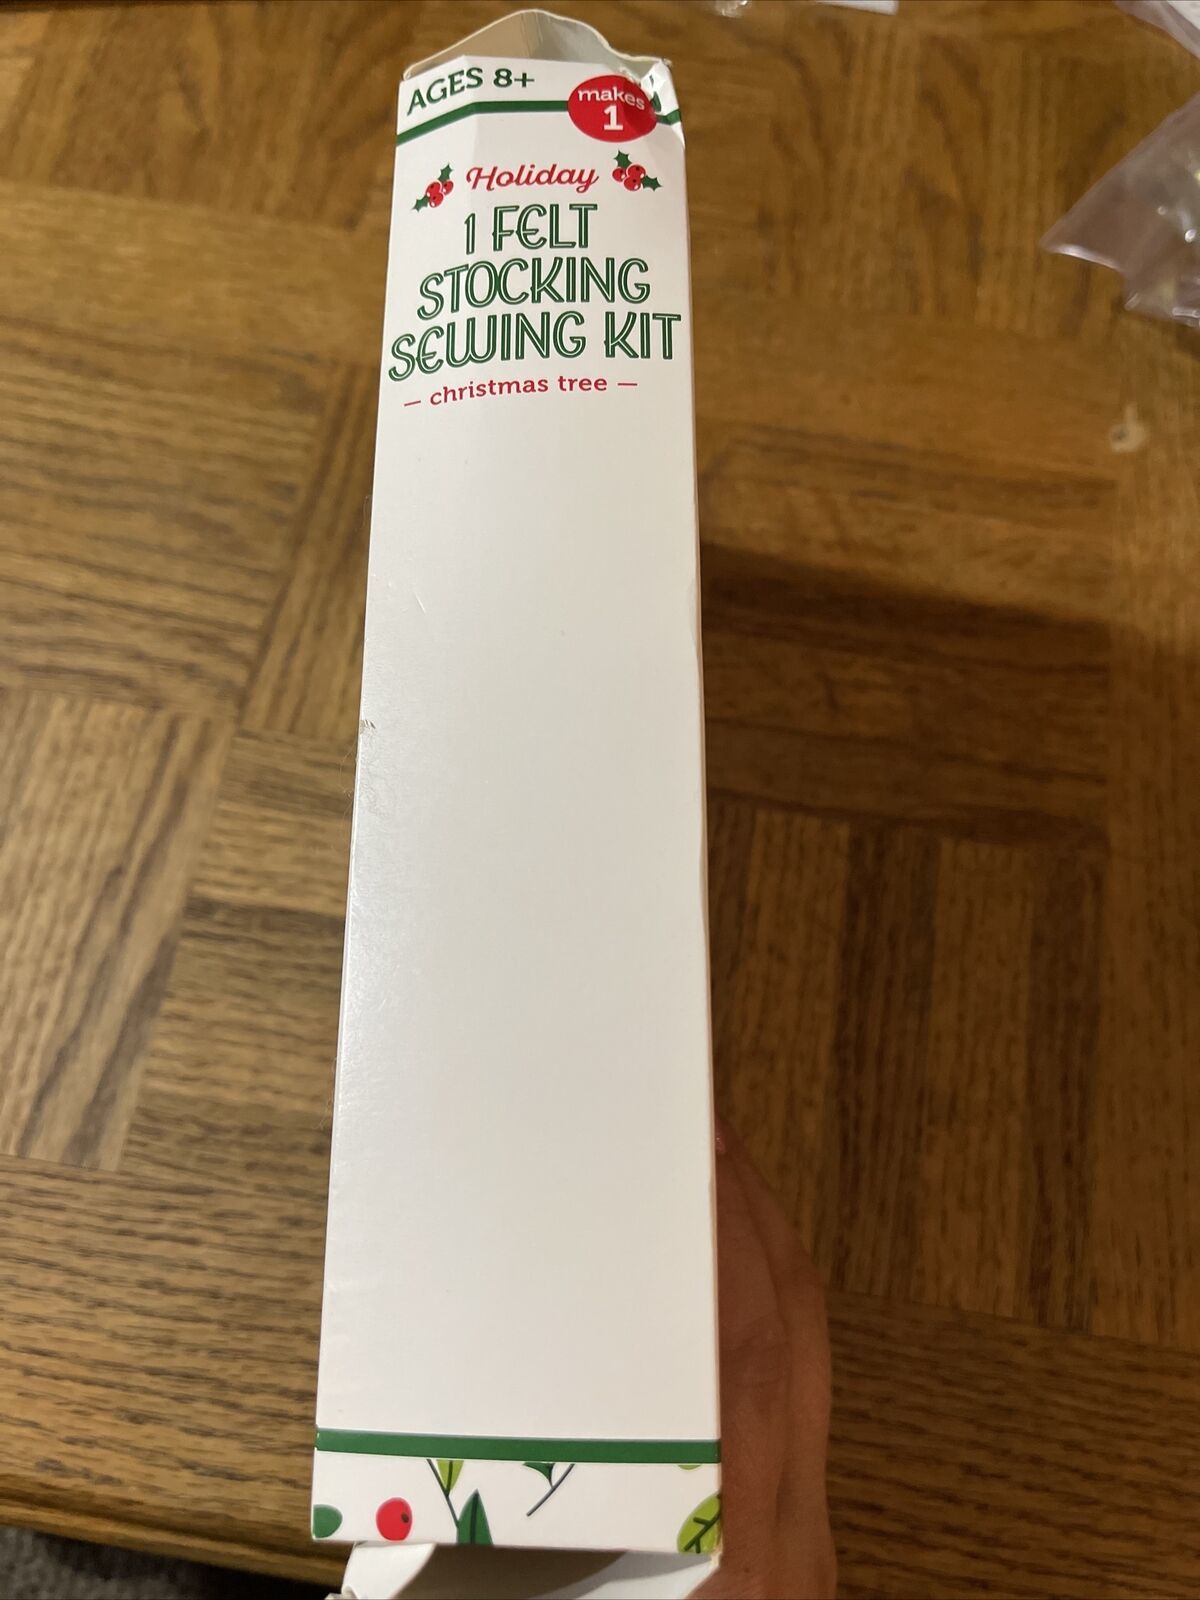 AGES 8+
makes
1
Holiday
1 FELT
STOCKING
SEWING KIT
— christmas tree —